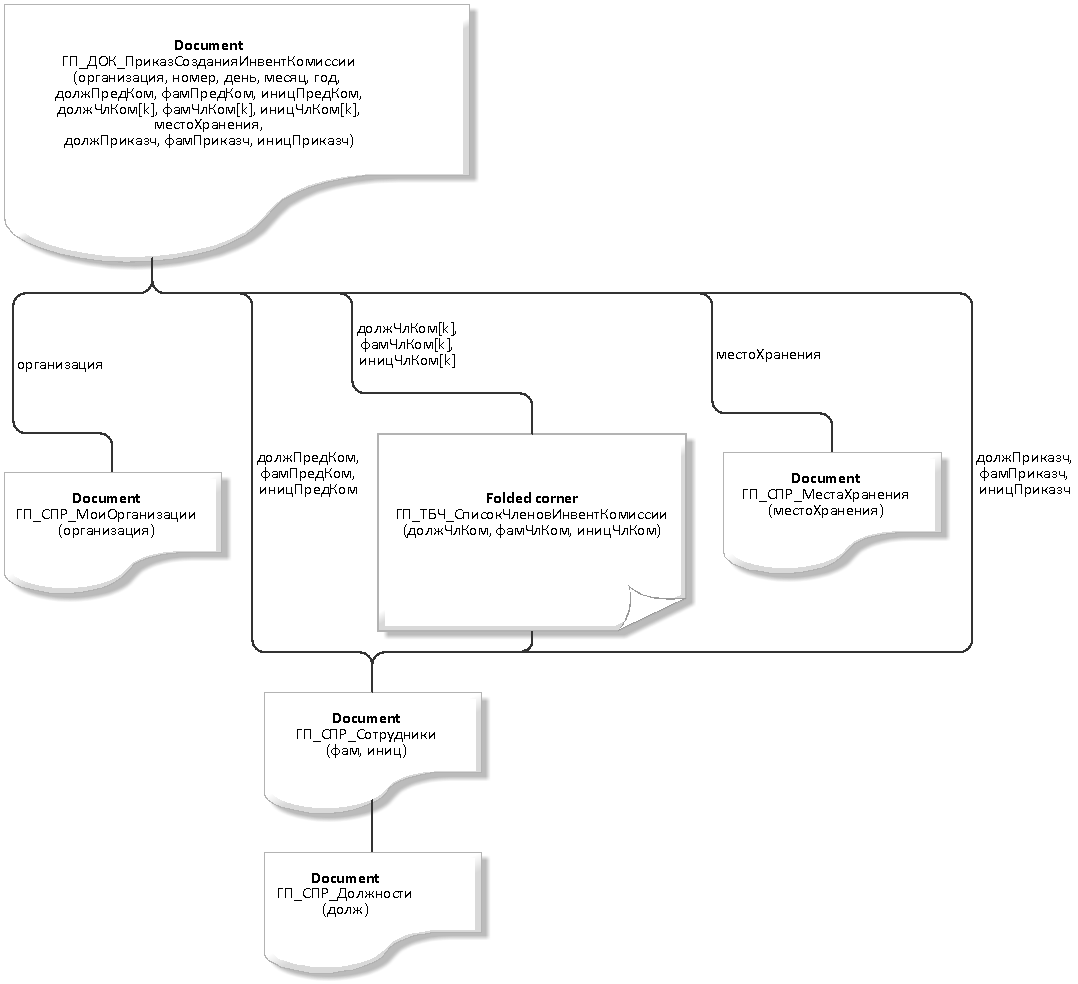 Document
ГП_ДОК_ПриказСозданияИнвентКомиссии
(организация, номер, день, месяц, год,
должПредКом, фамПредКом, иницПредКом,
должЧлКом[k], фамЧлКом[k], иницЧлКом[k],
местоХранения,
должПриказч, фамПриказч, иницПриказч)
организация
должЧлКом[k],
фамЧлКом[k],
иницЧлКом[k]
местоХранения
должПредКом,
фамПредКом,
иницПредКом
должПриказч,
фамПриказч,
иницПриказч
Document
ГП_СПР_МоиОрганизации
(организация)
Folded corner
ГП_ТБЧ_СписокЧленовИнвентКомиссии
(должЧлКом, фамЧлКом, иницЧлКом)
Document
ГП_СПР_МестаХранения
(местоХранения)
Document
ГП_СПР_Сотрудники
(фам, иниц)
Document
ГП_СПР_Должности
(долж)